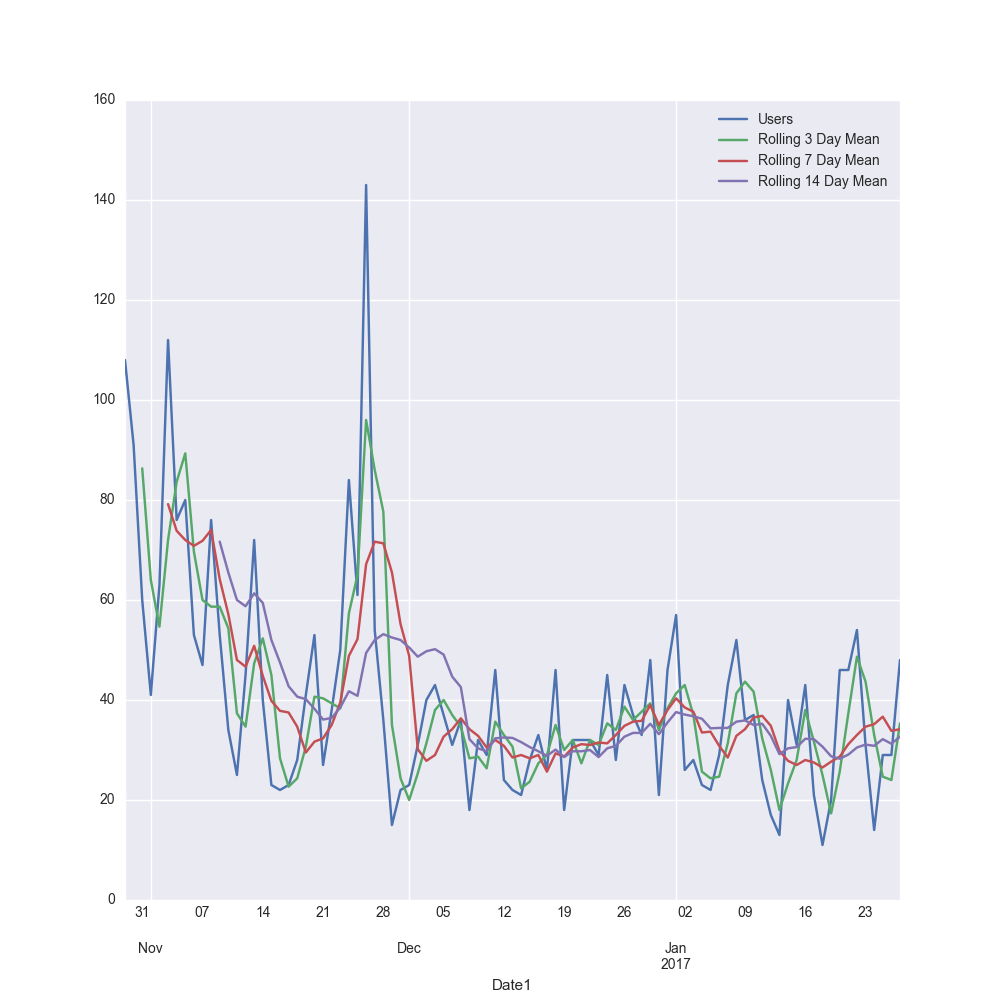 160
140
120
100
80
60
40
20
0
Users
Rolling 3 Day Mean
Rolling 7 Day Mean
Rolling 14 Day Mean
31 07 14 21 28 05 12 19 26 02 09 16 23
Nov Dec Jan
2017
Date1